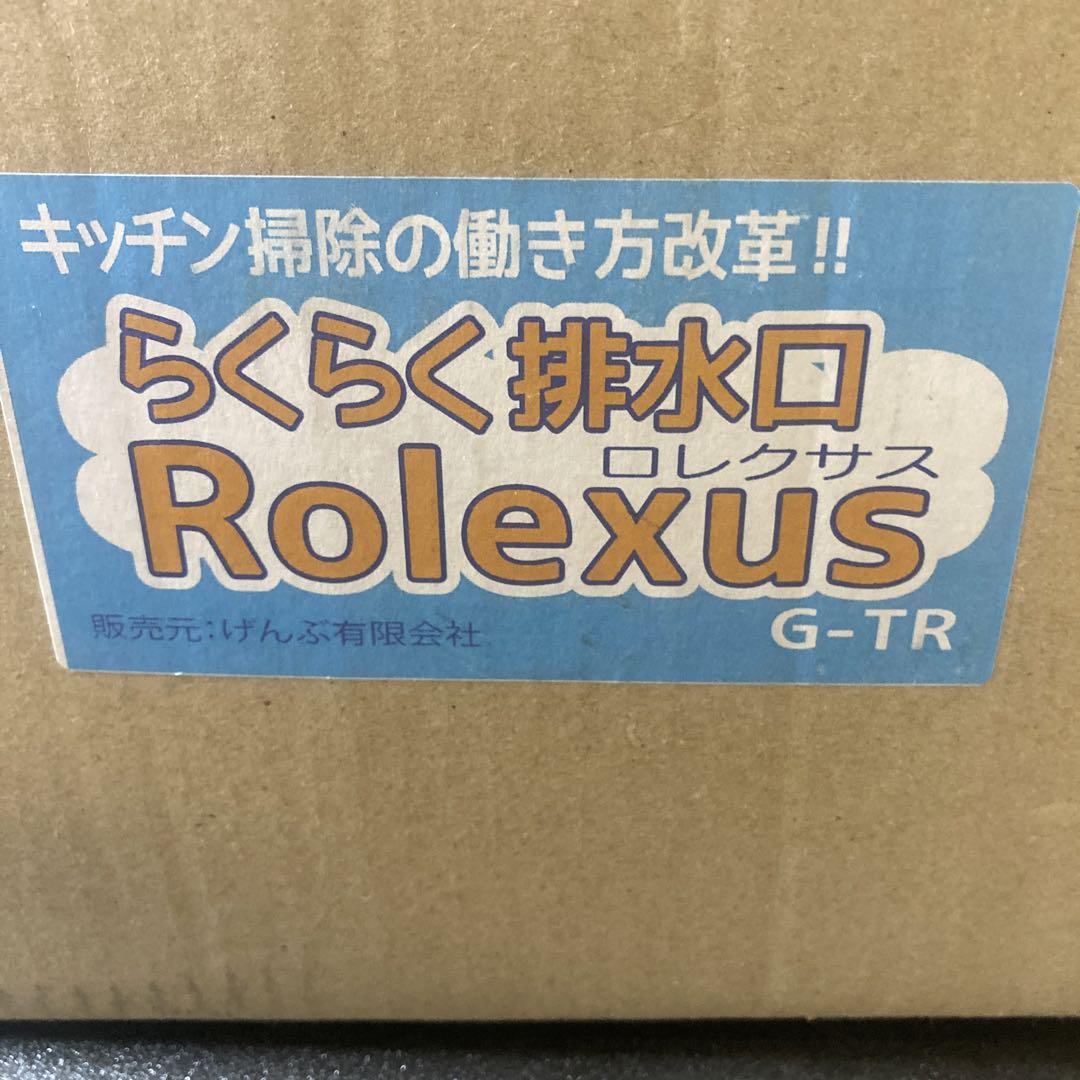 キッチン掃除の働き方改革!!
らくらく排水口
ロレクサス
Rolexus
販売元:げんぶ有限会社
G-TR